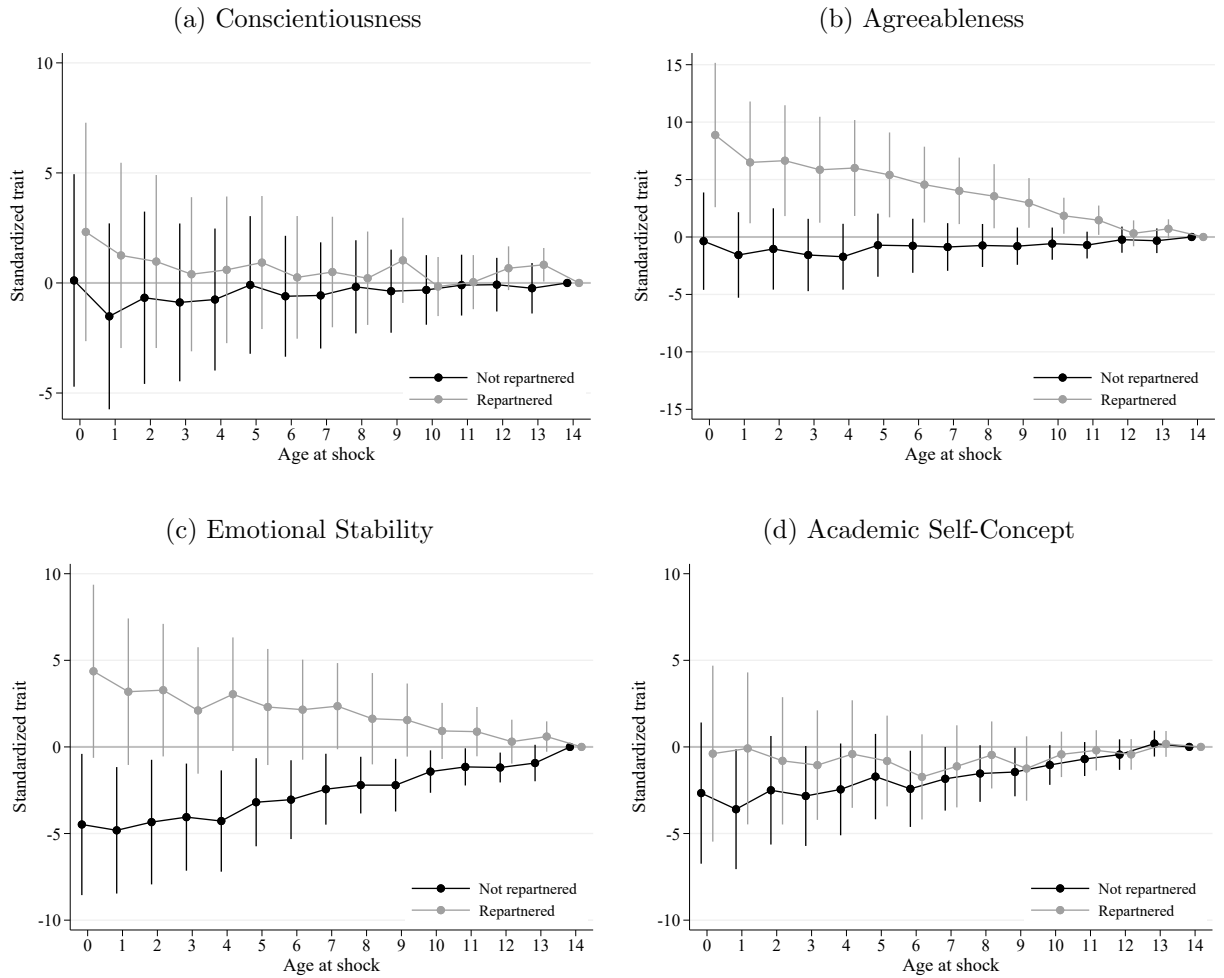 (a) Conscientiousness
10
5
0
-5
Standardized trait
Not repartnered
Repartnered
0 1 2 3 4 5 6 7 8 9 10 11 12 13 14
Age at shock
(b) Agreeableness
15
10
5
0
-5
-10
-15
Standardized trait
Not repartnered
Repartnered
0 1 2 3 4 5 6 7 8 9 10 11 12 13 14
Age at shock
(c) Emotional Stability
10
5
0
-5
-10
Standardized trait
Not repartnered
Repartnered
0 1 2 3 4 5 6 7 8 9 10 11 12 13 14
Age at shock
(d) Academic Self-Concept
10
5
0
-5
-10
Standardized trait
Not repartnered
Repartnered
0 1 2 3 4 5 6 7 8 9 10 11 12 13 14
Age at shock